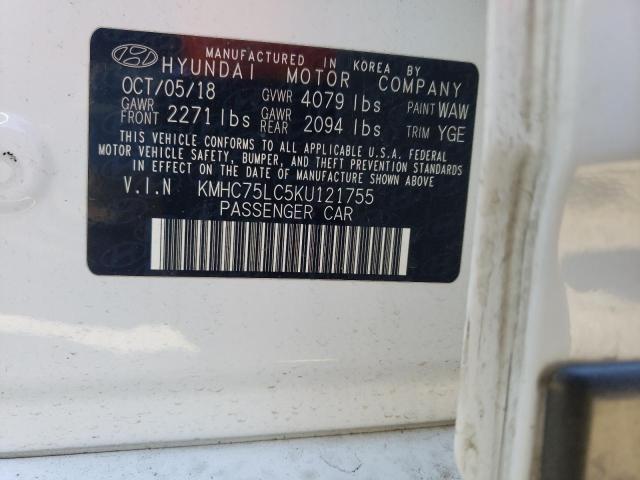 MANUFACTURED IN KOREA BY
HYUNDAI MOTOR COMPANY
OCT/05/18 GVWR 4079 lbs PAINT WAW
GAWR FRONT 2271 lbs GAWR REAR 2094 lbs TRIM YGE
THIS VEHICLE CONFORMS TO ALL APPLICABLE U.S.A. FEDERAL
MOTOR VEHICLE SAFETY, BUMPER, AND THEFT PREVENTION STANDARDS
IN EFFECT ON THE DATE OF MANUFACTURE SHOWN ABOVE.
V.I.N KMHC75LC5KU121755
PASSENGER CAR